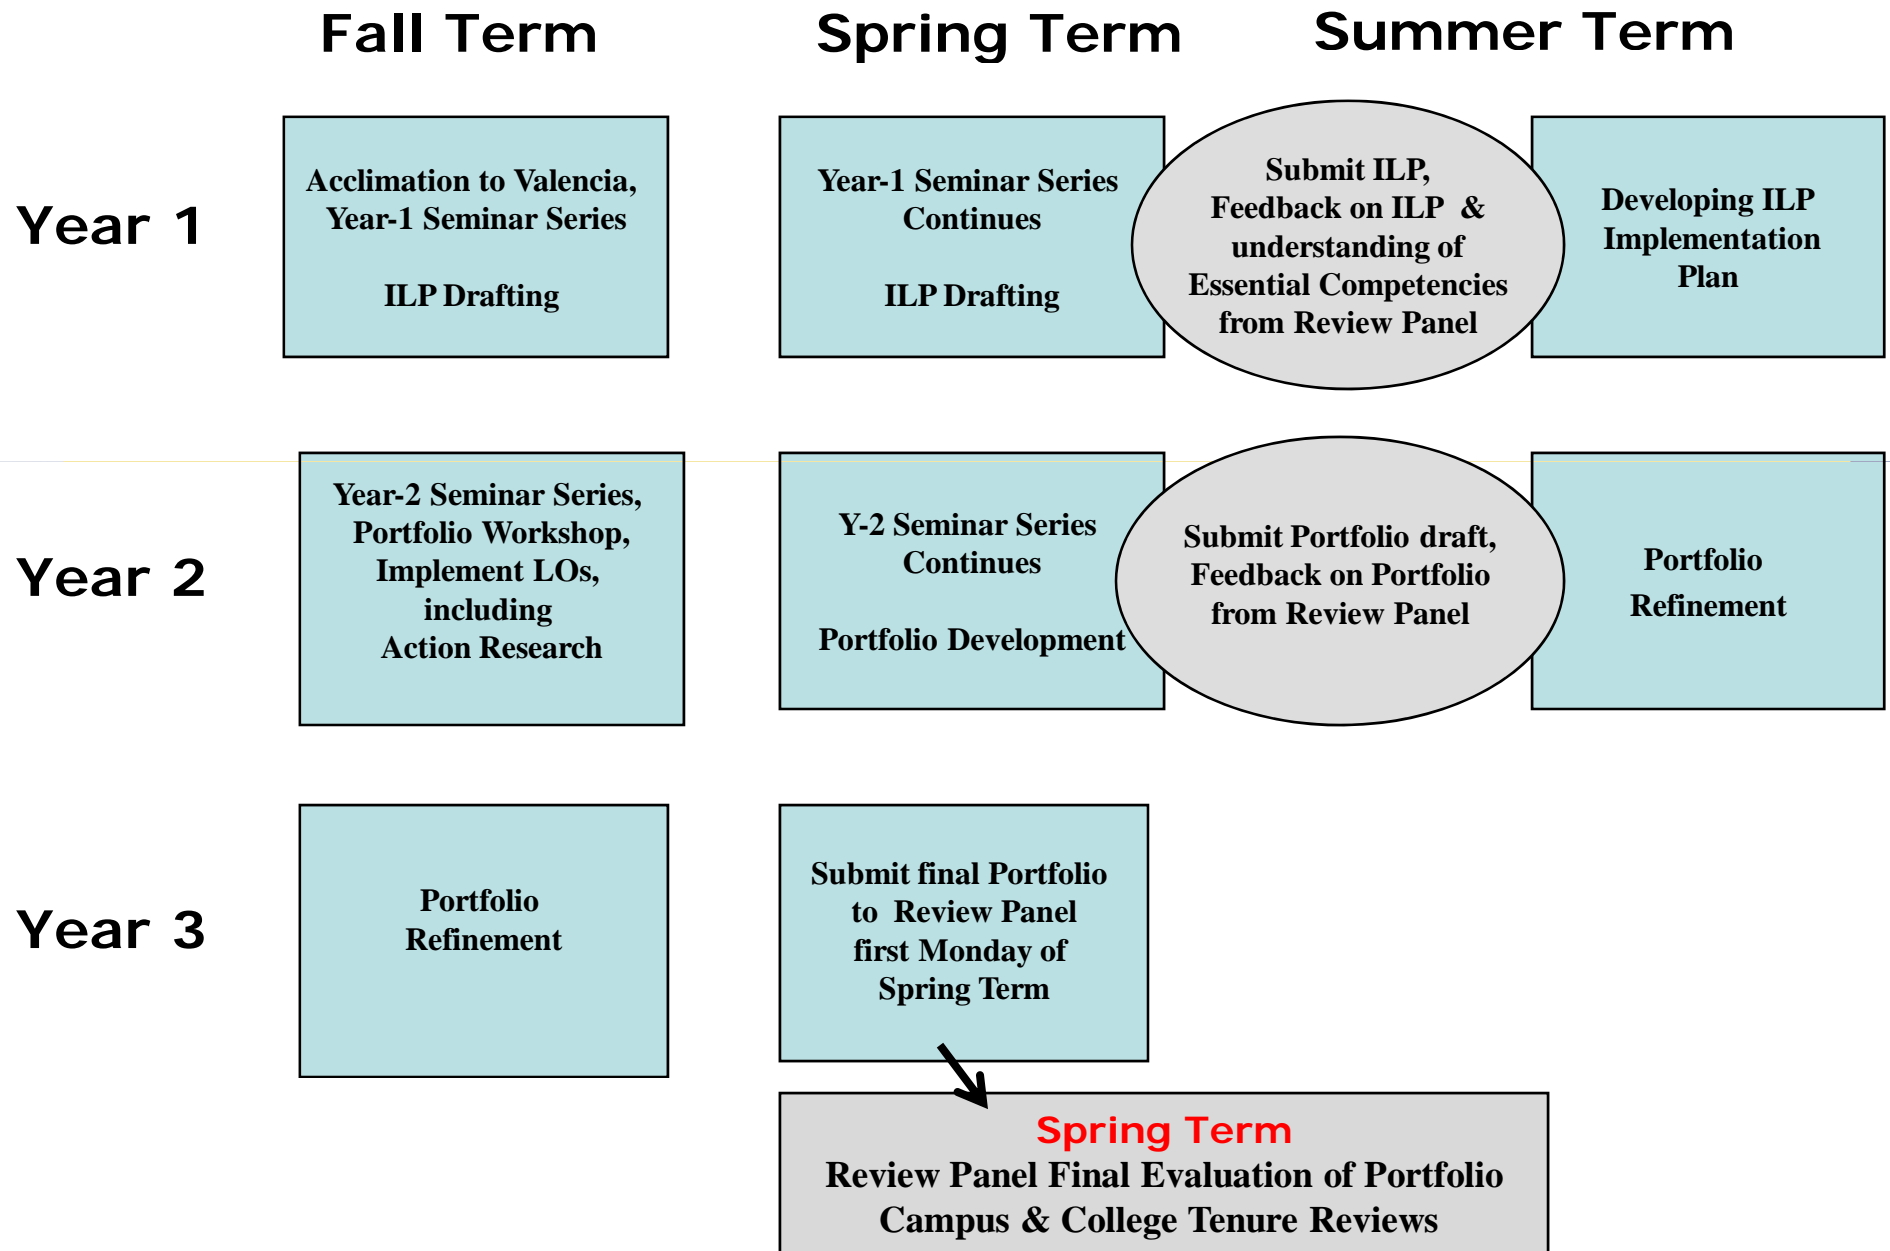 Fall Term
Spring Term
Summer Term
Year 1
Acclimation to Valencia,
Year-1 Seminar Series
ILP Drafting
Year-1 Seminar Series
Continues
ILP Drafting
Submit ILP,
Feedback on ILP &
understanding of
Essential Competencies
from Review Panel
Developing ILP
Implementation
Plan
Year 2
Year-2 Seminar Series,
Portfolio Workshop,
Implement LOs,
including
Action Research
Y-2 Seminar Series
Continues
Portfolio Development
Submit Portfolio draft,
Feedback on Portfolio
from Review Panel
Portfolio
Refinement
Year 3
Portfolio
Refinement
Submit final Portfolio
to Review Panel
first Monday of
Spring Term
Spring Term
Review Panel Final Evaluation of Portfolio
Campus & College Tenure Reviews